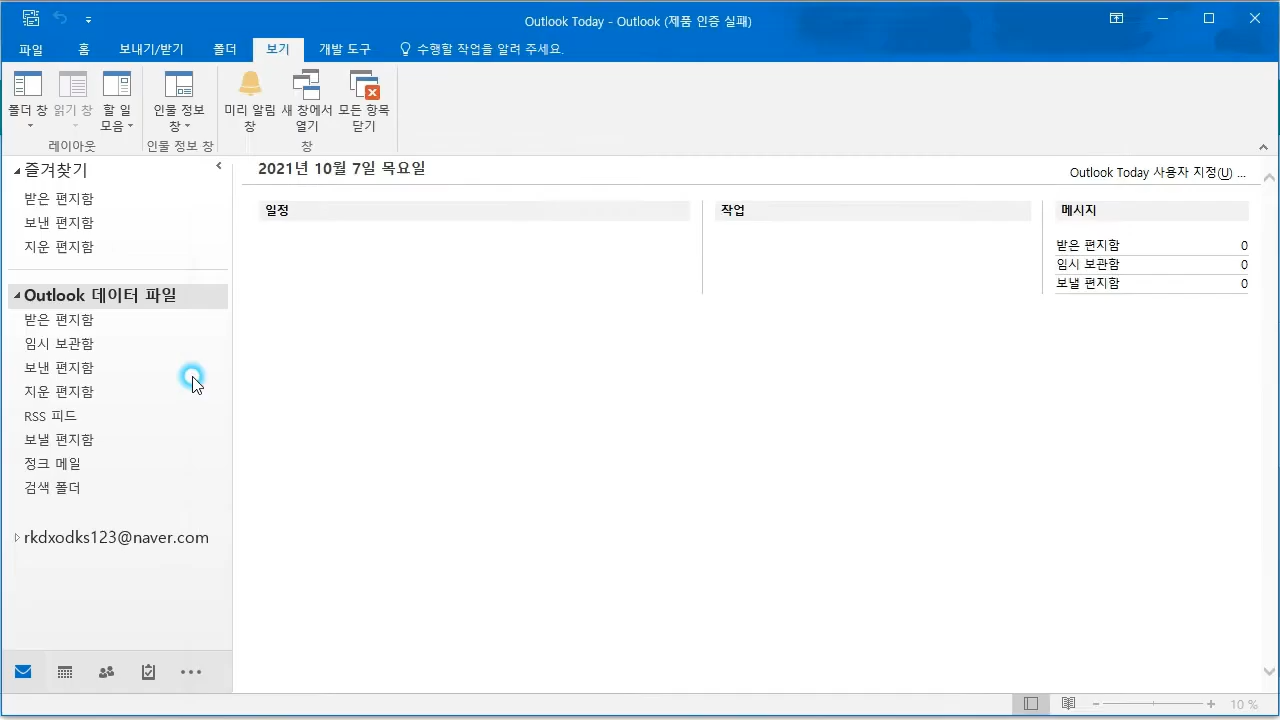 Outlook Today - Outlook (제품 인증 실패)
파일 홈 보내기/받기 폴더 보기 개발 도구 수행할 작업을 알려 주세요.
폴더 창
읽기 창
할 일 모음
레이아웃
인물 정보 창
인물 정보 창
미리 알림 창
새 창에서 열기
모든 항목 닫기
창
즐겨찾기
받은 편지함
보낸 편지함
지운 편지함
Outlook 데이터 파일
받은 편지함
임시 보관함
보낸 편지함
지운 편지함
RSS 피드
보낼 편지함
정크 메일
검색 폴더
rkdxodks123@naver.com
2021년 10월 7일 목요일
Outlook Today 사용자 지정(U) ...
일정
작업
메시지
받은 편지함 0
임시 보관함 0
보낼 편지함 0
10 %